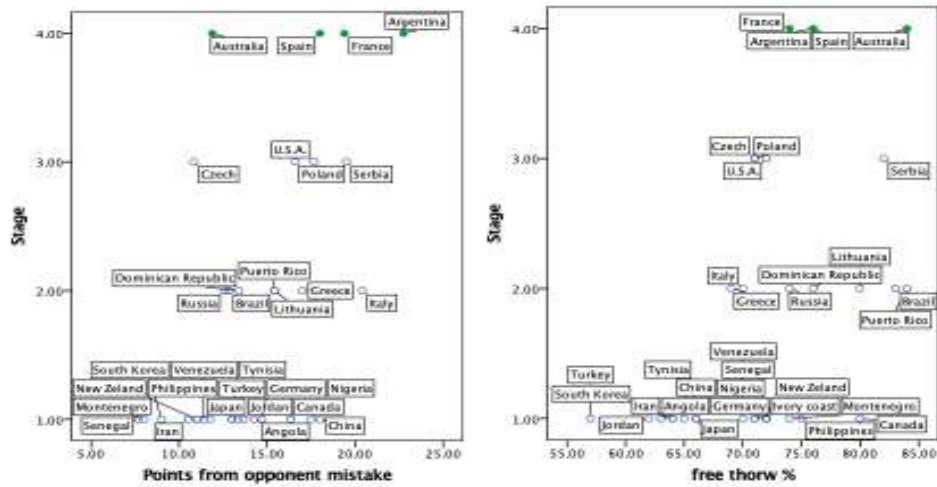 Argentina
4.00
Australia Spain France
U.S.A.
3.00
Czech Poland Serbia
Puerto Rico
Dominican Republic
2.00
Greece
Russia Brazil Italy
Lithuania
South Korea Venezuela Tynisia
New Zeland Philippines Turkey Germany Nigeria
Montenegro Japan Jordan Canada
1.00
Senegal Iran Angola China
5.00 10.00 15.00 20.00 25.00
Points from opponent mistake
Stage
France
4.00
Argentina Spain Australia
Czech Poland
3.00
U.S.A. Serbia
Lithuania
Italy Dominican Republic
2.00
Greece Russia Brazil
Puerto Rico
Venezuela
Turkey Tynisia Senegal
South Korea China Nigeria New Zeland
Iran Angola Germany Ivory coast Montenegro
1.00
Jordan Japan Philippines Canada
55.00 60.00 65.00 70.00 75.00 80.00 85.00
free thorw %
Stage